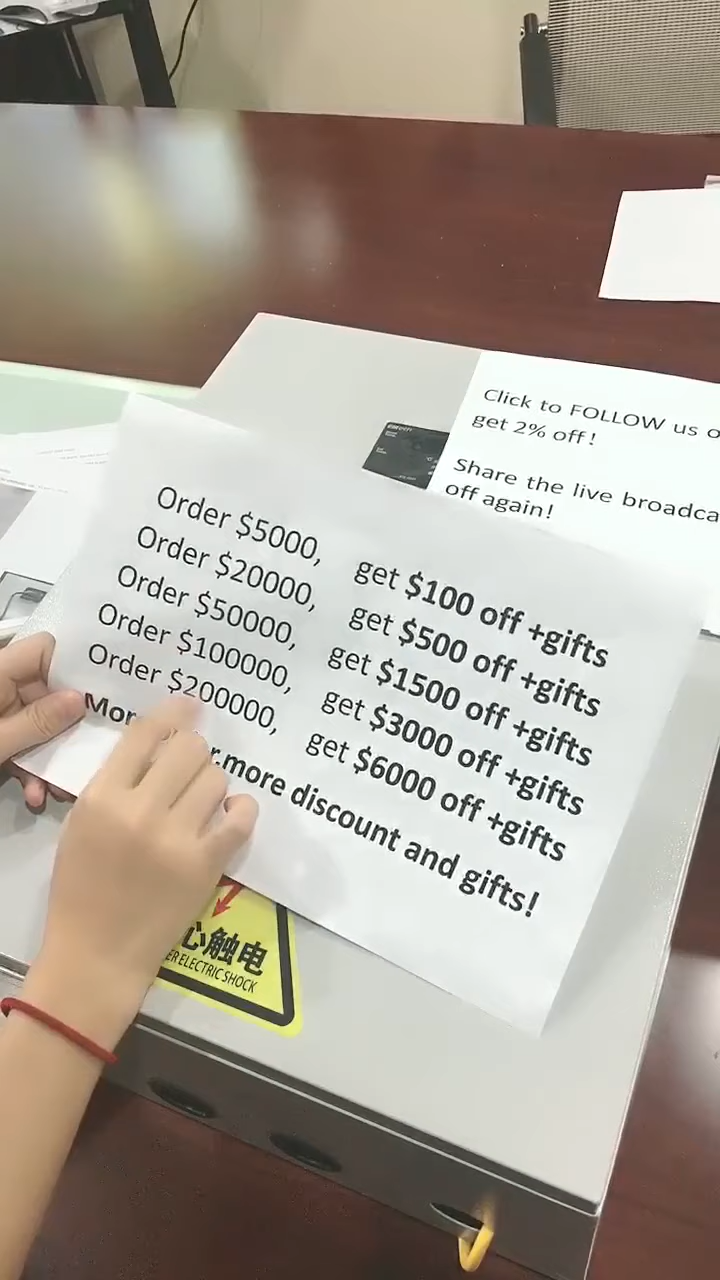 Click to FOLLOW us o
get 2% off!
Share the live broadca
off again!
Order $5000, get $100 off +gifts
Order $20000, get $500 off +gifts
Order $50000, get $1500 off +gifts
Order $100000, get $3000 off +gifts
Order $200000, get $6000 off +gifts
more discount and gifts!
心触电
ER ELECTRIC SHOCK